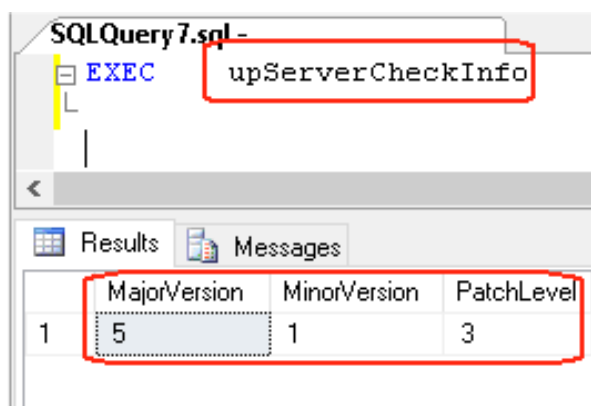 SQLQuery7.sql -
EXEC upServerCheckInfo
Results Messages
MajorVersion MinorVersion PatchLevel
1 5 1 3